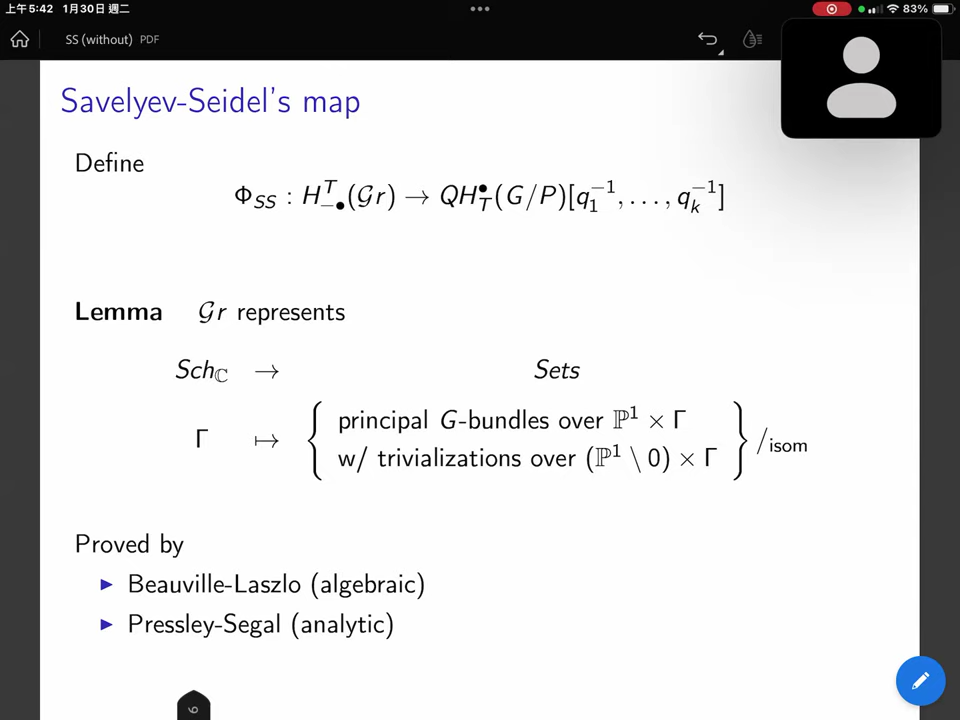 上午5:42 1月30日 週二
83%
SS (without) PDF
Savelyev-Seidel's map
Define
Φ_SS : H^T_{−•}(𝒢r) → QH^•_T(G/P)[q_1^{−1}, . . . , q_k^{−1}]
Lemma 𝒢r represents
Sch_ℂ → Sets
Γ ↦ { principal G-bundles over ℙ^1 × Γ
w/ trivializations over (ℙ^1 \ 0) × Γ } /isom
Proved by
▶ Beauville-Laszlo (algebraic)
▶ Pressley-Segal (analytic)